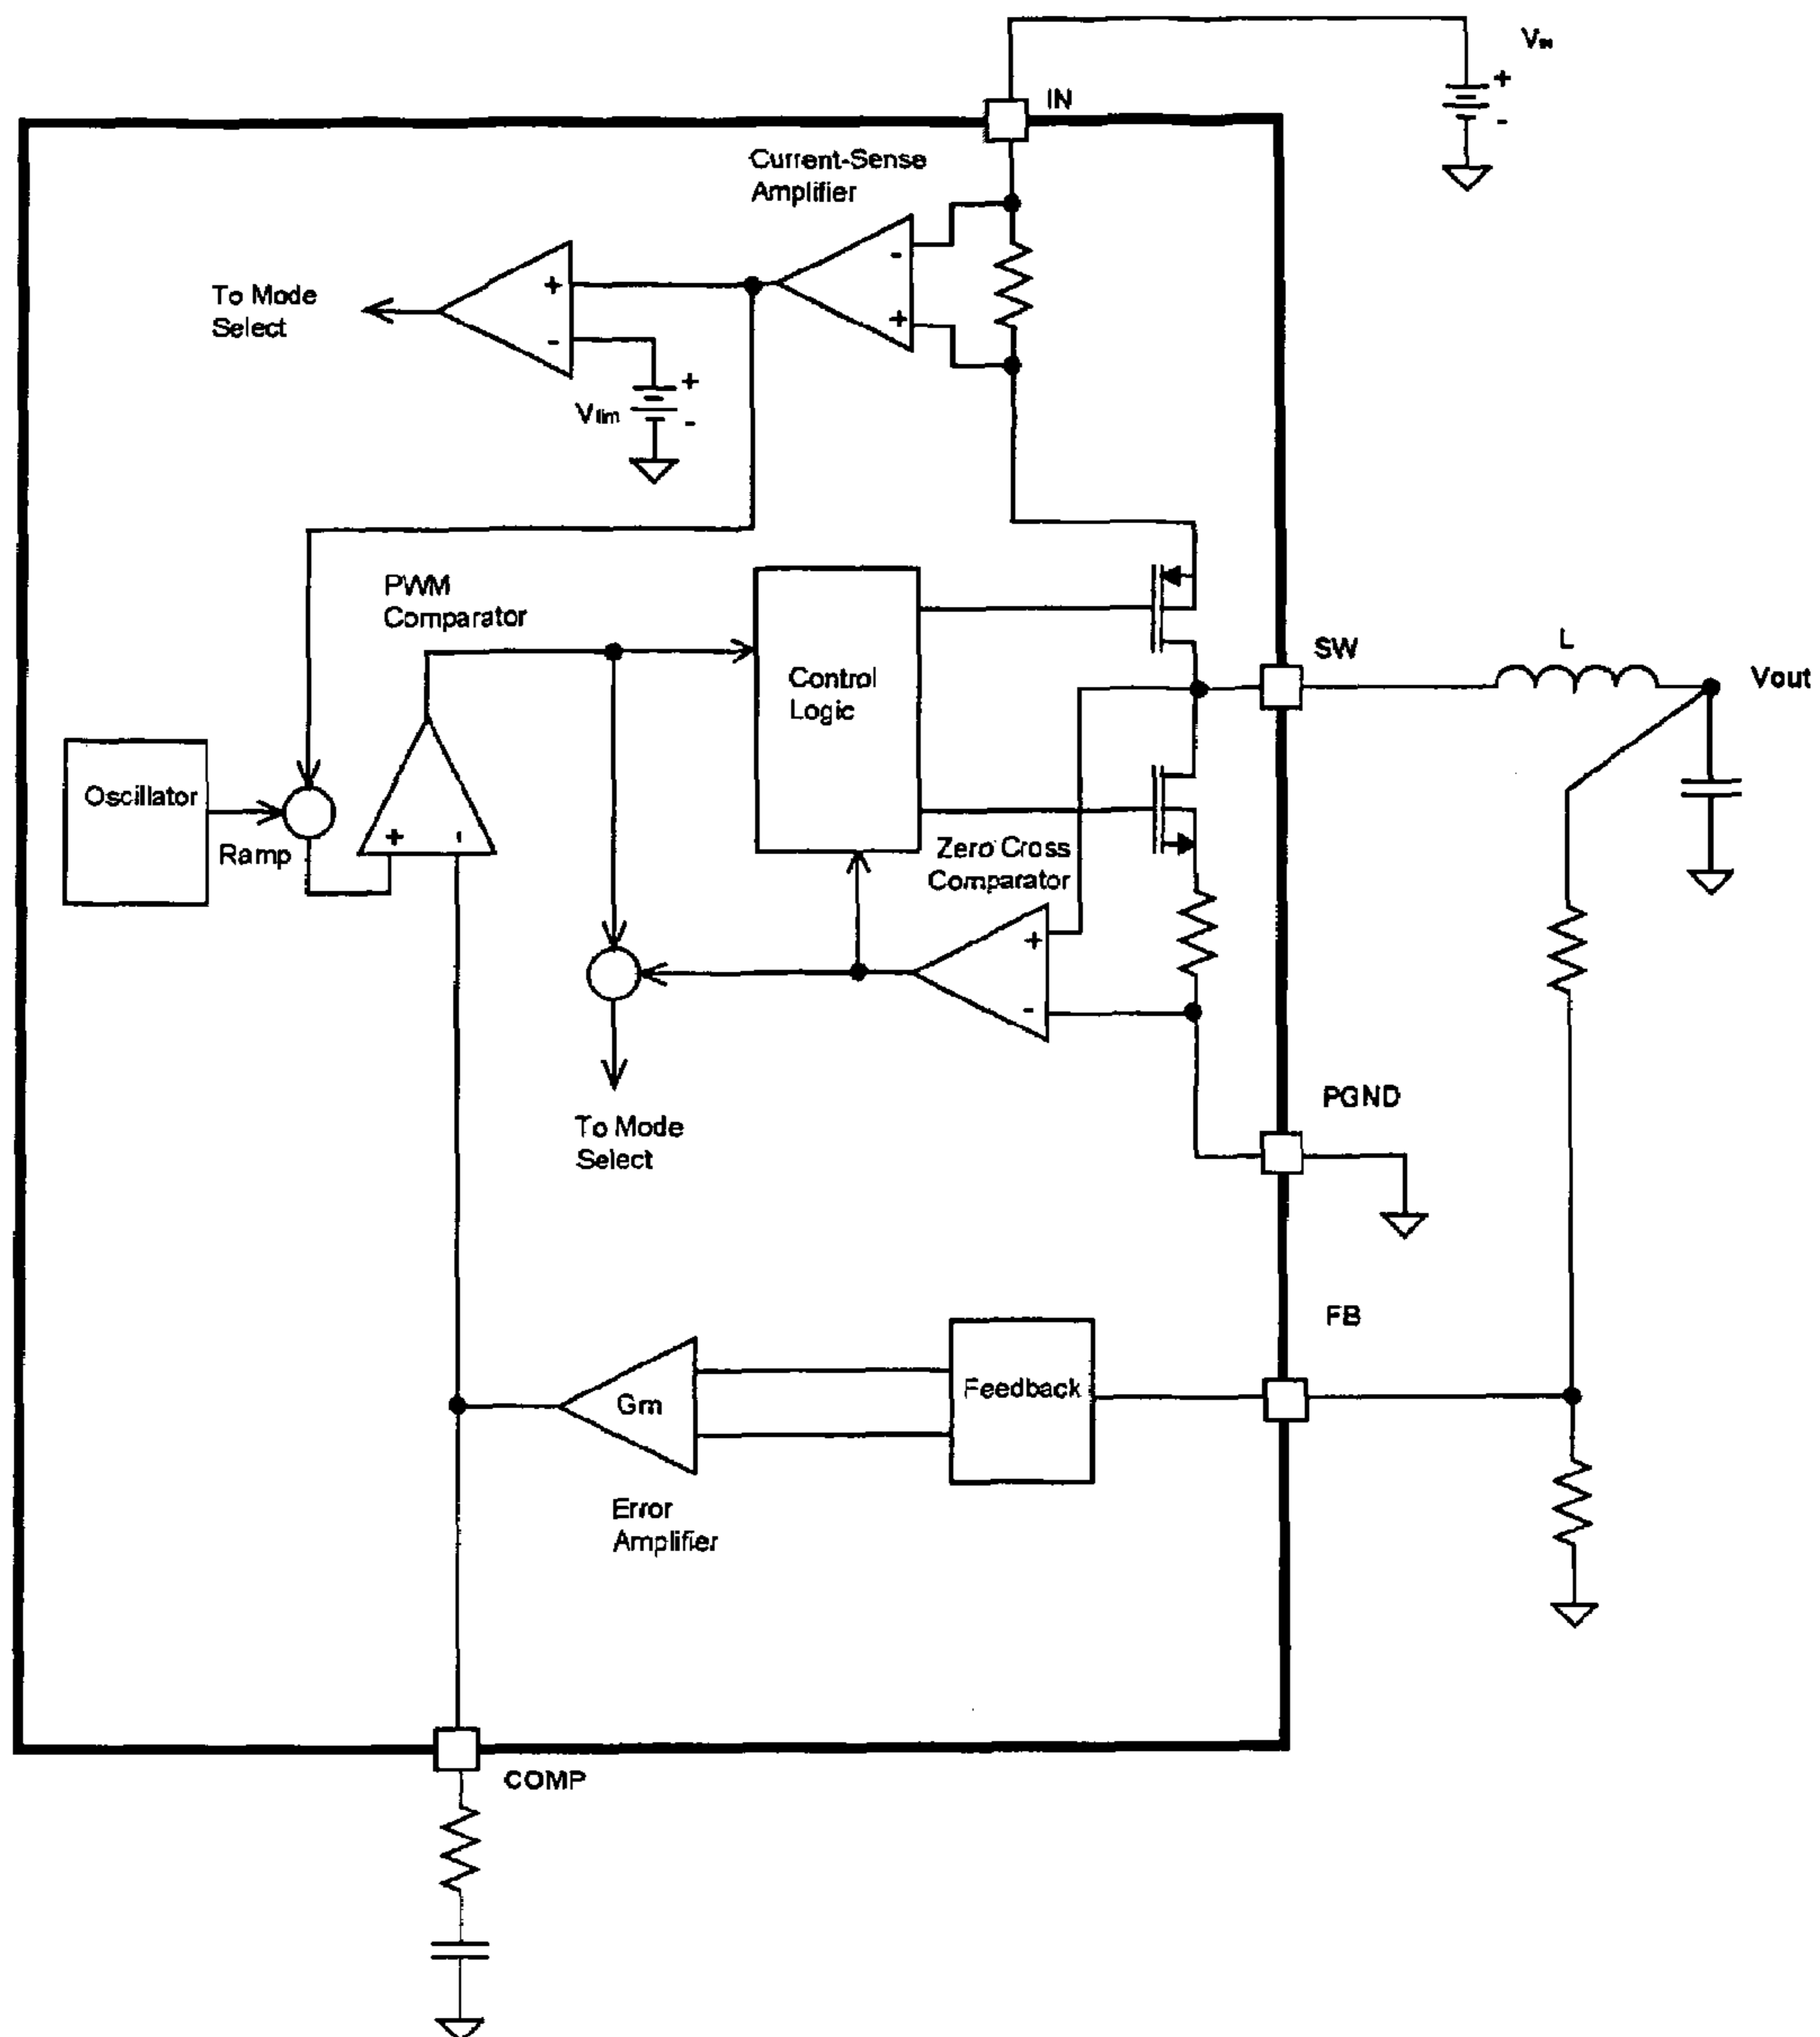 VIN
+
-
IN
Current-Sense
Amplifier
-
+
+
-
To Mode
Select
+
Vlim
-
PWM
Comparator
Control
Logic
SW
L
Vout
Oscillator
Ramp
+
-
Zero Cross
Comparator
+
-
To Mode
Select
PGND
FB
Gm
Feedback
Error
Amplifier
COMP